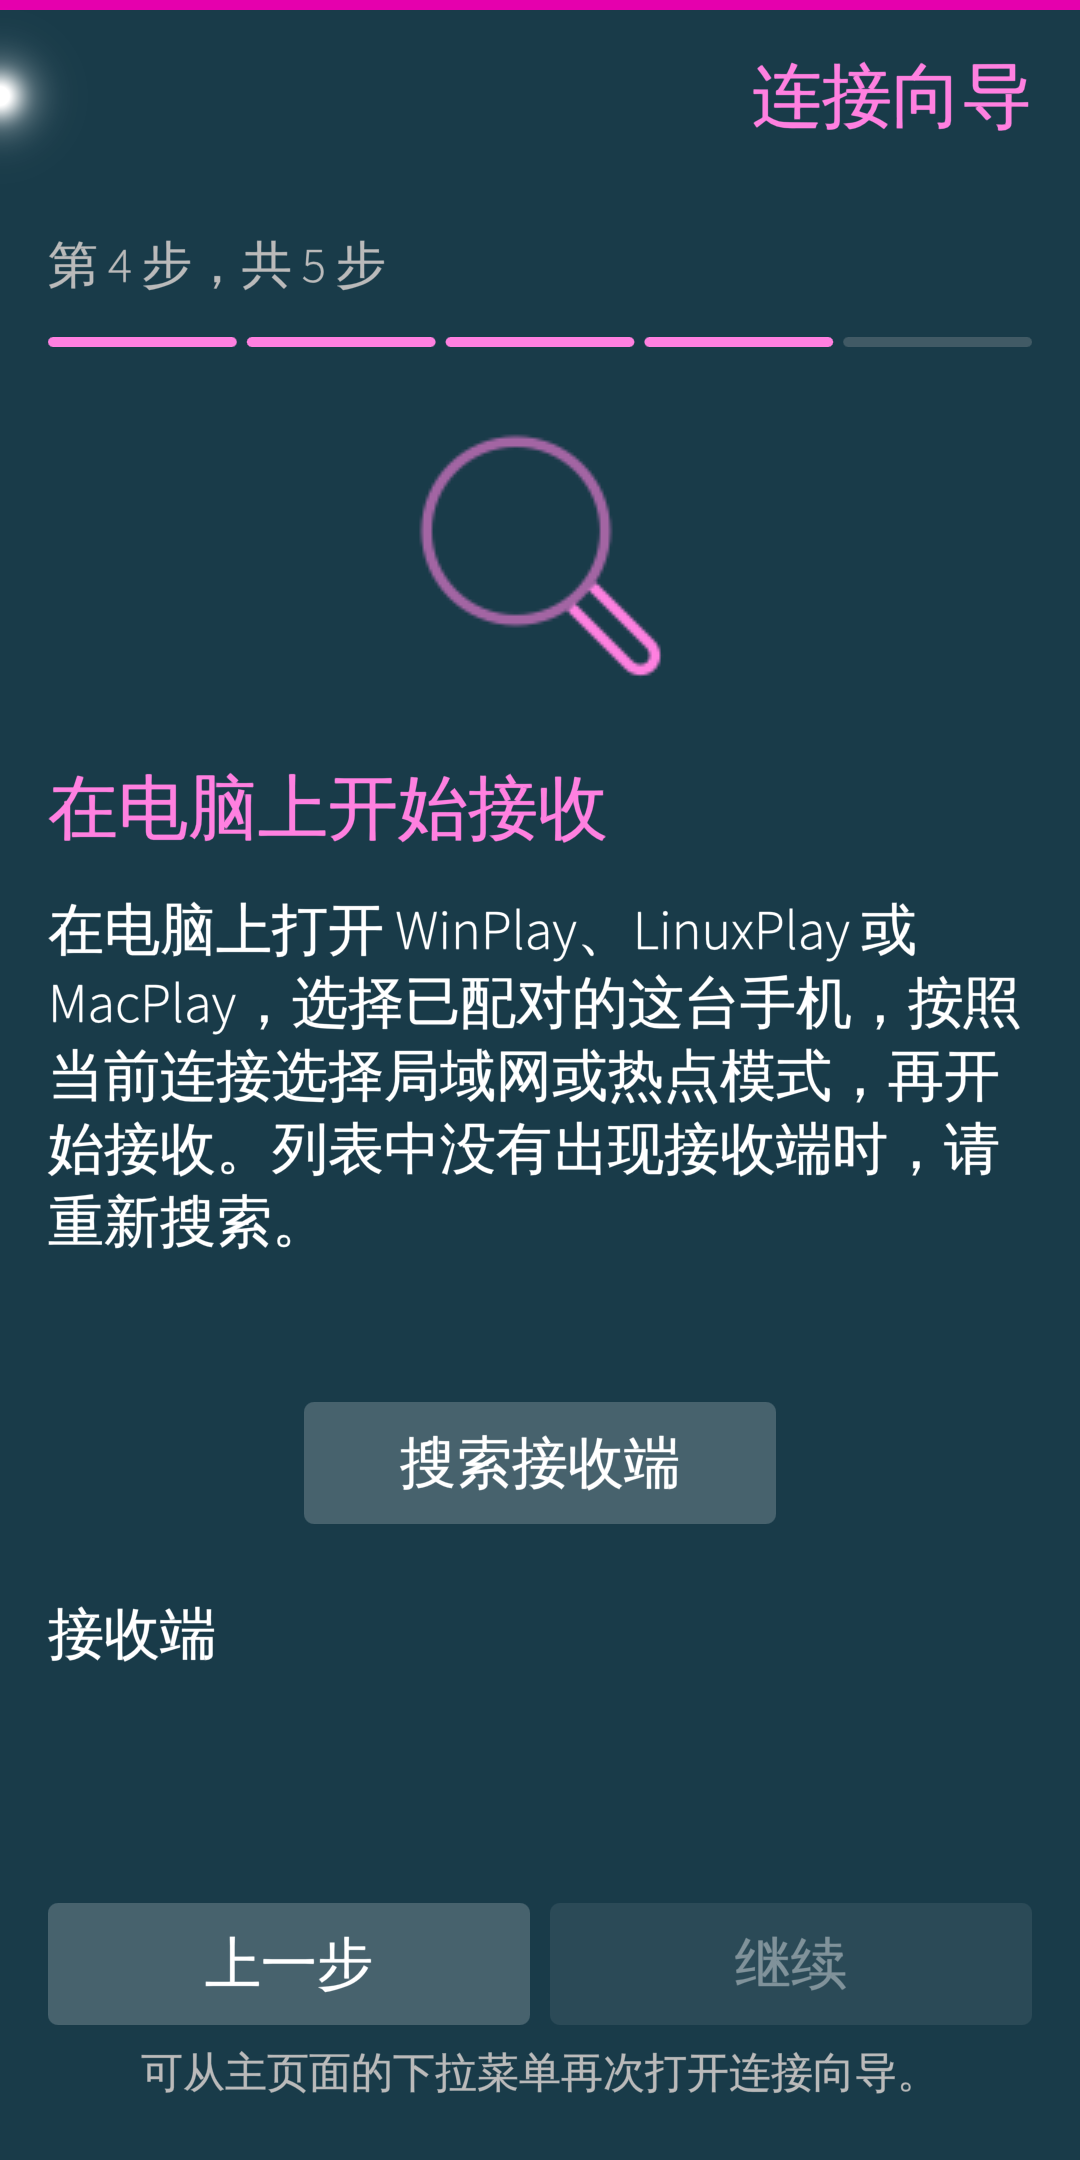 连接向导
第 4 步，共 5 步
在电脑上开始接收
在电脑上打开 WinPlay、LinuxPlay 或
MacPlay，选择已配对的这台手机，按照
当前连接选择局域网或热点模式，再开
始接收。列表中没有出现接收端时，请
重新搜索。
搜索接收端
接收端
上一步
继续
可从主页面的下拉菜单再次打开连接向导。